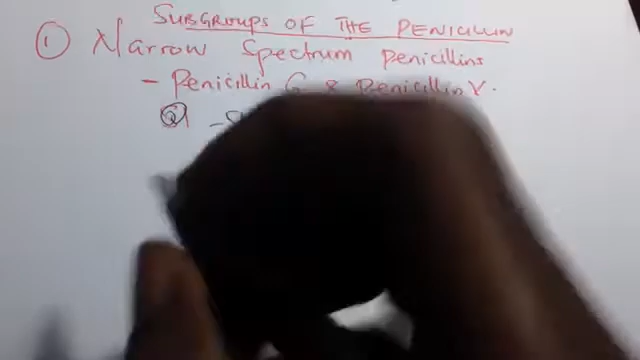 SUBGROUPS OF THE PENICILLIN
① Narrow Spectrum Penicillins
- Penicillin G & Penicillin V.